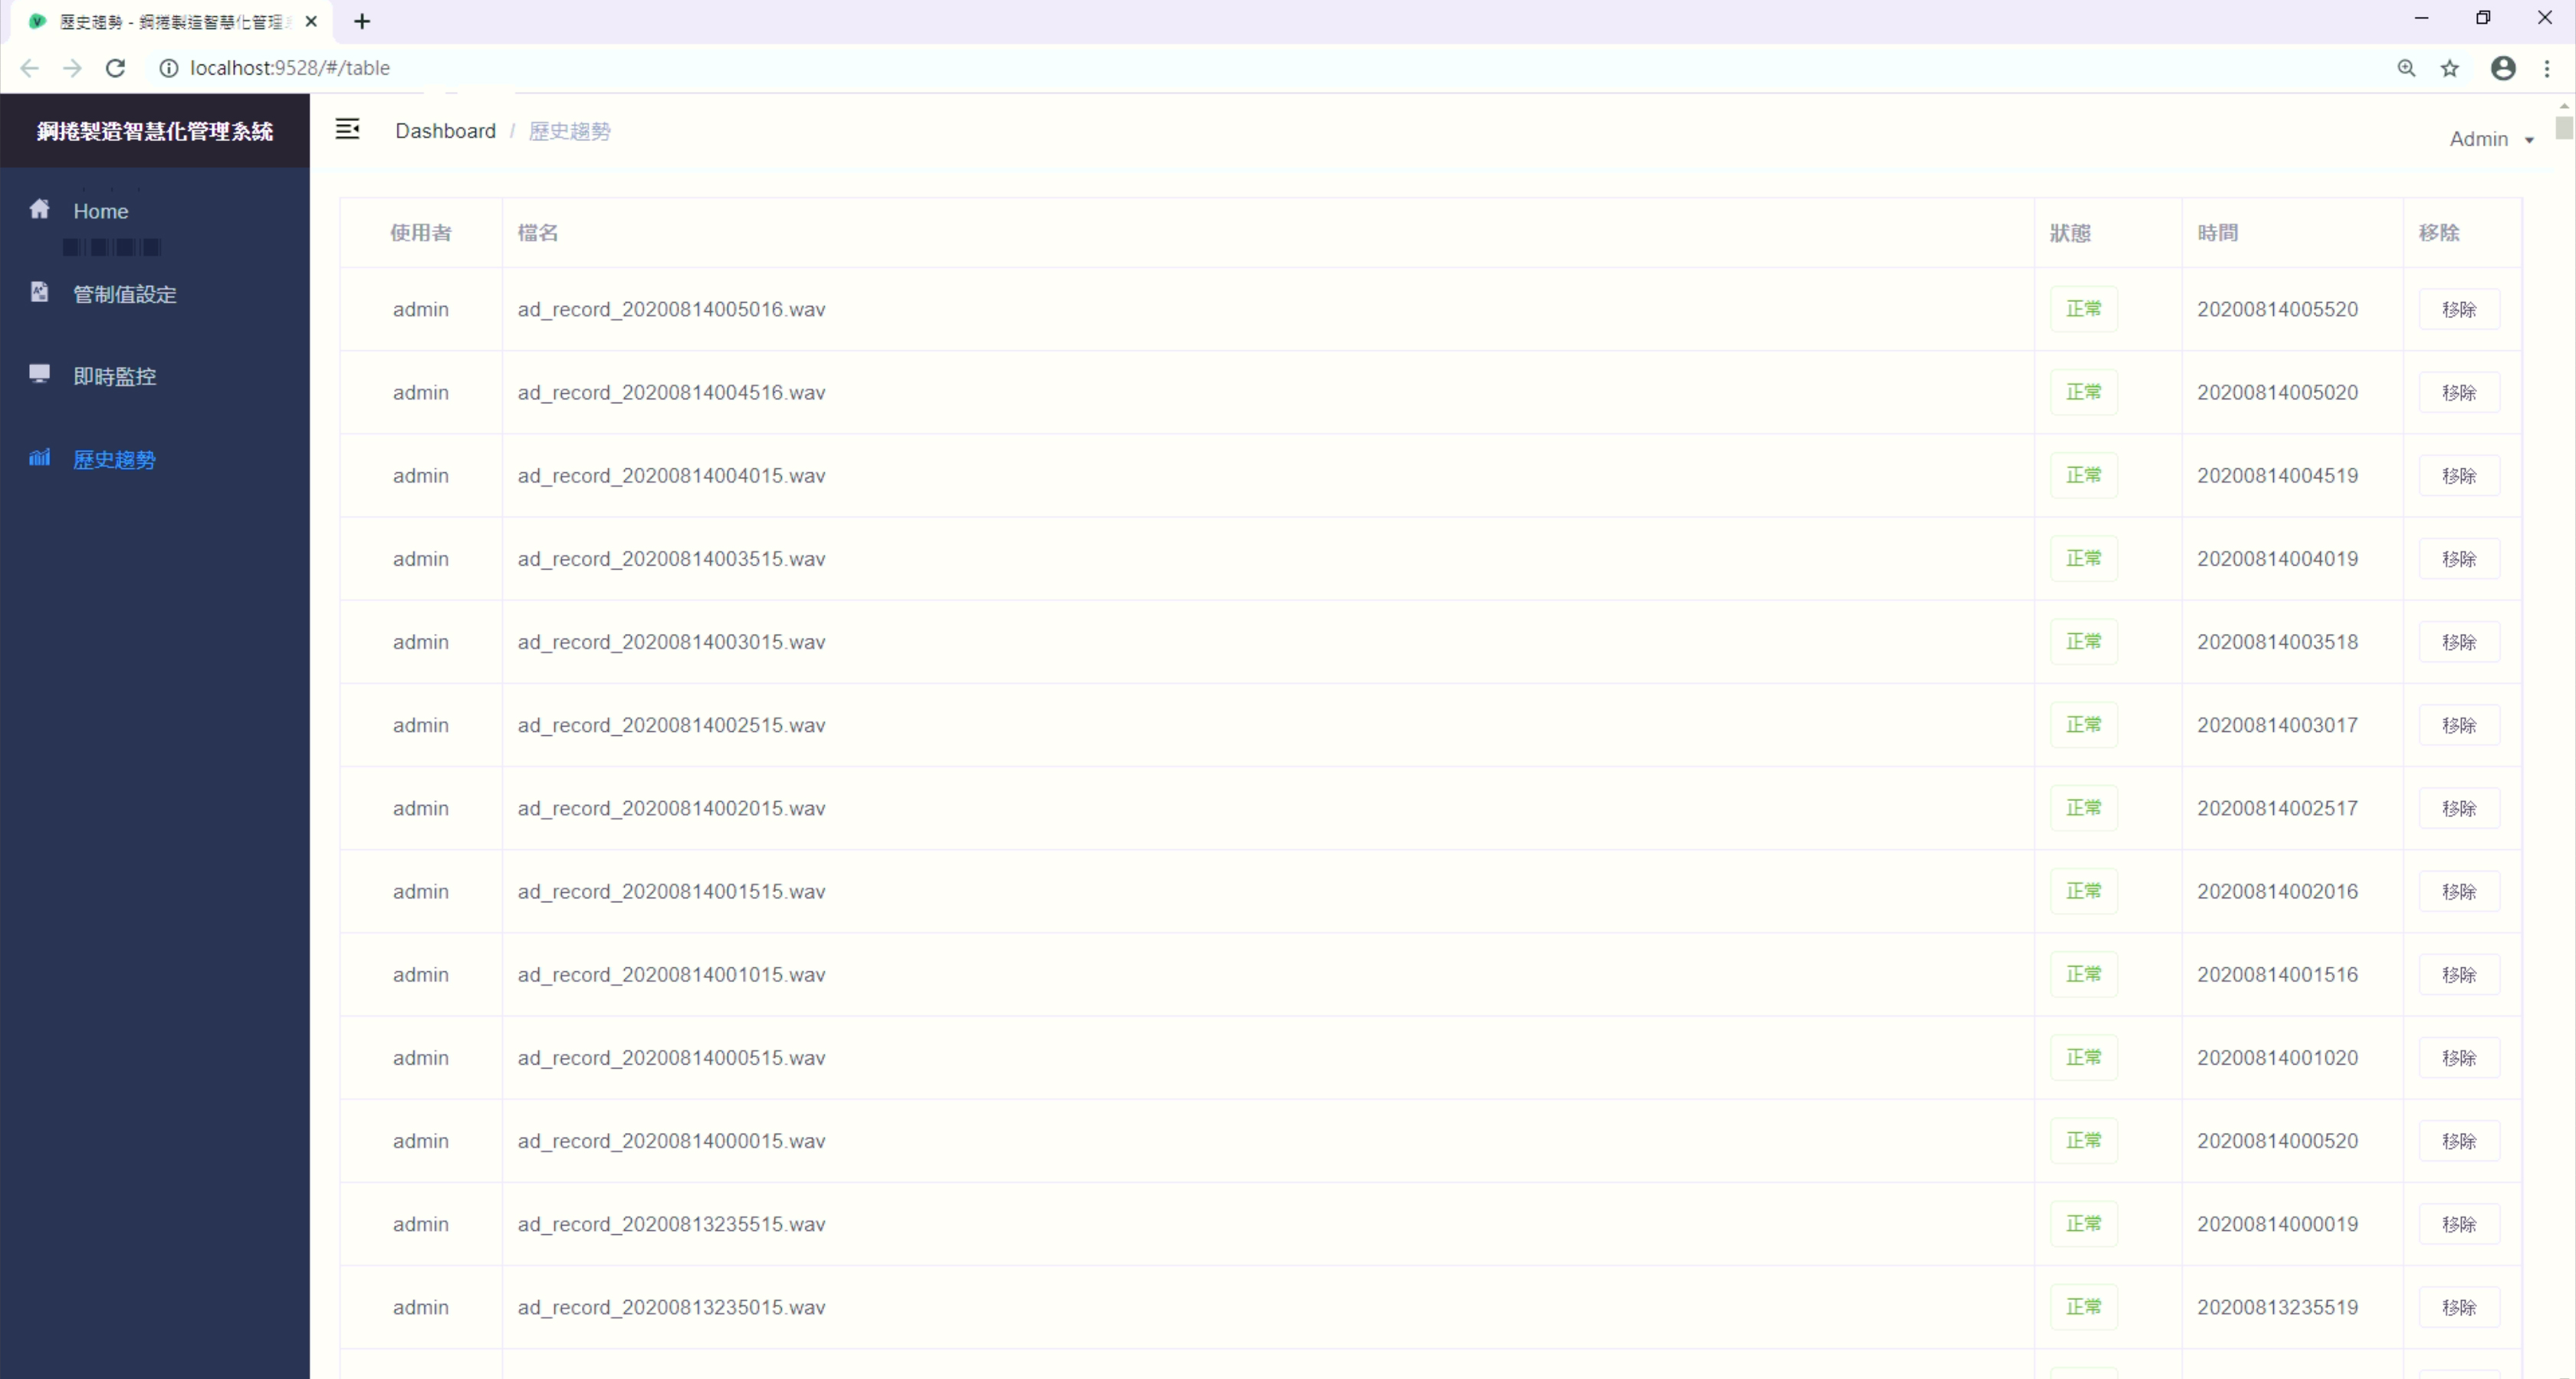 歷史趨勢 - 鋼捲製造智慧化管理
localhost:9528/#/table
鋼捲製造智慧化管理系統
Dashboard / 歷史趨勢
Admin
Home
管制值設定
即時監控
歷史趨勢
使用者 檔名 狀態 時間 移除
admin ad_record_20200814005016.wav 正常 20200814005520 移除
admin ad_record_20200814004516.wav 正常 20200814005020 移除
admin ad_record_20200814004015.wav 正常 20200814004519 移除
admin ad_record_20200814003515.wav 正常 20200814004019 移除
admin ad_record_20200814003015.wav 正常 20200814003518 移除
admin ad_record_20200814002515.wav 正常 20200814003017 移除
admin ad_record_20200814002015.wav 正常 20200814002517 移除
admin ad_record_20200814001515.wav 正常 20200814002016 移除
admin ad_record_20200814001015.wav 正常 20200814001516 移除
admin ad_record_20200814000515.wav 正常 20200814001020 移除
admin ad_record_20200814000015.wav 正常 20200814000520 移除
admin ad_record_20200813235515.wav 正常 20200814000019 移除
admin ad_record_20200813235015.wav 正常 20200813235519 移除